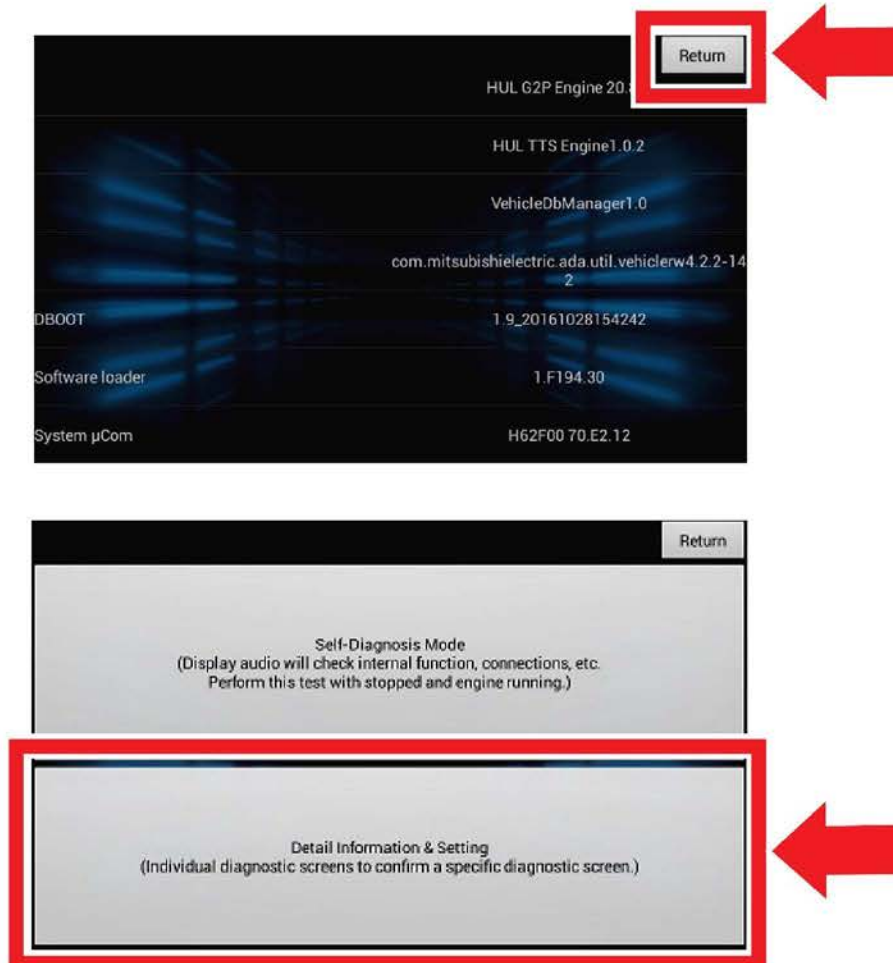 Return
HUL G2P Engine 20.
HUL TTS Engine1.0.2
VehicleDbManager1.0
com.mitsubishielectric.ada.util.vehiclerw4.2.2-14
2
DBOOT 1.9_20161028154242
Software loader 1.F194.30
System µCom H62F00 70.E2.12
Return
Self-Diagnosis Mode
(Display audio will check internal function, connections, etc.
Perform this test with stopped and engine running.)
Detail Information & Setting
(Individual diagnostic screens to confirm a specific diagnostic screen.)